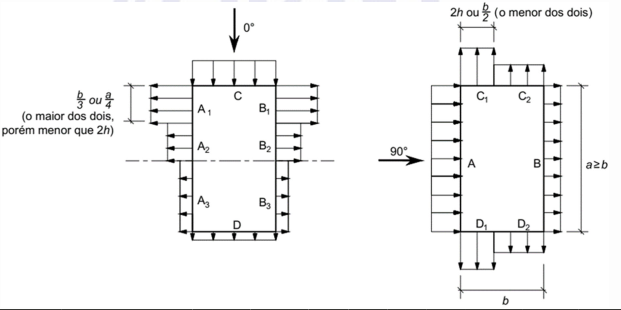 0°
C
b/3 ou a/4
(o maior dos dois,
porém menor que 2h)
A1 B1
A2 B2
A3 B3
D
2h ou b/2 (o menor dos dois)
C1 C2
90°
A B
a ≥ b
D1 D2
b